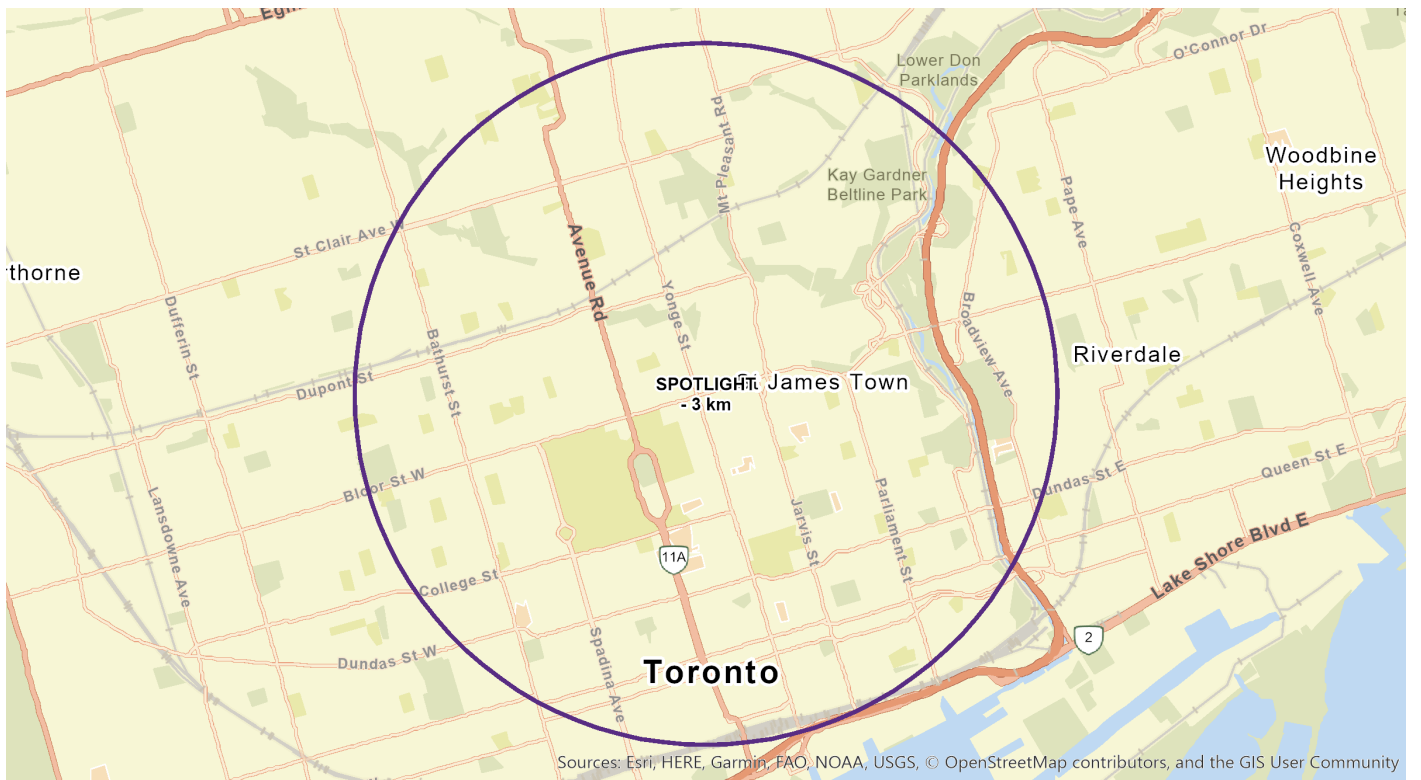 O'Connor Dr
Lower Don
Parklands
Mt Pleasant Rd
Woodbine
Heights
Kay Gardner
Beltline Park
Pape Ave
St Clair Ave W
Avenue Rd
Coxwell Ave
rthorne
Dufferin St
Yonge St
Broadview Ave
Bathurst St
Riverdale
Dupont St
SPOTLIGHT
- 3 km
James Town
Bloor St W
Queen St E
Dundas St E
Lansdowne Ave
Jarvis St
Parliament St
11A
Lake Shore Blvd E
College St
2
Dundas St W
Spadina Ave
Toronto
Sources: Esri, HERE, Garmin, FAO, NOAA, USGS, © OpenStreetMap contributors, and the GIS User Community